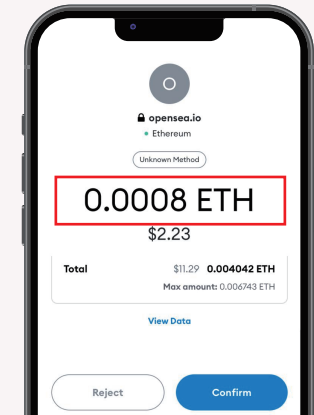 O
opensea.io
Ethereum
Unknown Method
0.0008 ETH
$2.23
Total $11.29 0.004042 ETH
Max amount: 0.006743 ETH
View Data
Reject Confirm